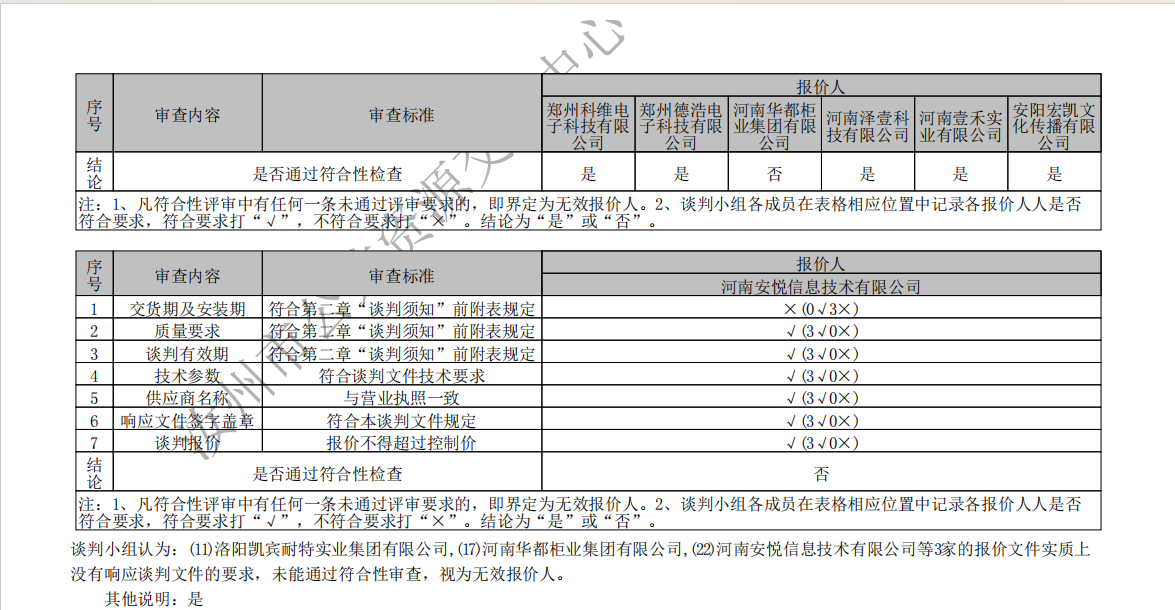 汝州市公共资源交易中心
序号 审查内容 审查标准 报价人
郑州科维电子科技有限公司 郑州德浩电子科技有限公司 河南华都柜业集团有限公司 河南泽壹科技有限公司 河南壹禾实业有限公司 安阳宏凯文化传播有限公司
结论 是否通过符合性检查 是 是 否 是 是 是
注：1、凡符合性评审中有任何一条未通过评审要求的，即界定为无效报价人。2、谈判小组各成员在表格相应位置中记录各报价人人是否
符合要求，符合要求打“√”，不符合要求打“×”。结论为“是”或“否”。
序号 审查内容 审查标准 报价人
河南安悦信息技术有限公司
1 交货期及安装期 符合第二章“谈判须知”前附表规定 ×(0√3×)
2 质量要求 符合第二章“谈判须知”前附表规定 √(3√0×)
3 谈判有效期 符合第二章“谈判须知”前附表规定 √(3√0×)
4 技术参数 符合谈判文件技术要求 √(3√0×)
5 供应商名称 与营业执照一致 √(3√0×)
6 响应文件签字盖章 符合本谈判文件规定 √(3√0×)
7 谈判报价 报价不得超过控制价 √(3√0×)
结论 是否通过符合性检查 否
注：1、凡符合性评审中有任何一条未通过评审要求的，即界定为无效报价人。2、谈判小组各成员在表格相应位置中记录各报价人人是否
符合要求，符合要求打“√”，不符合要求打“×”。结论为“是”或“否”。
谈判小组认为：(11)洛阳凯宾耐特实业集团有限公司,(17)河南华都柜业集团有限公司,(22)河南安悦信息技术有限公司等3家的报价文件实质上
没有响应谈判文件的要求，未能通过符合性审查，视为无效报价人。
其他说明：是